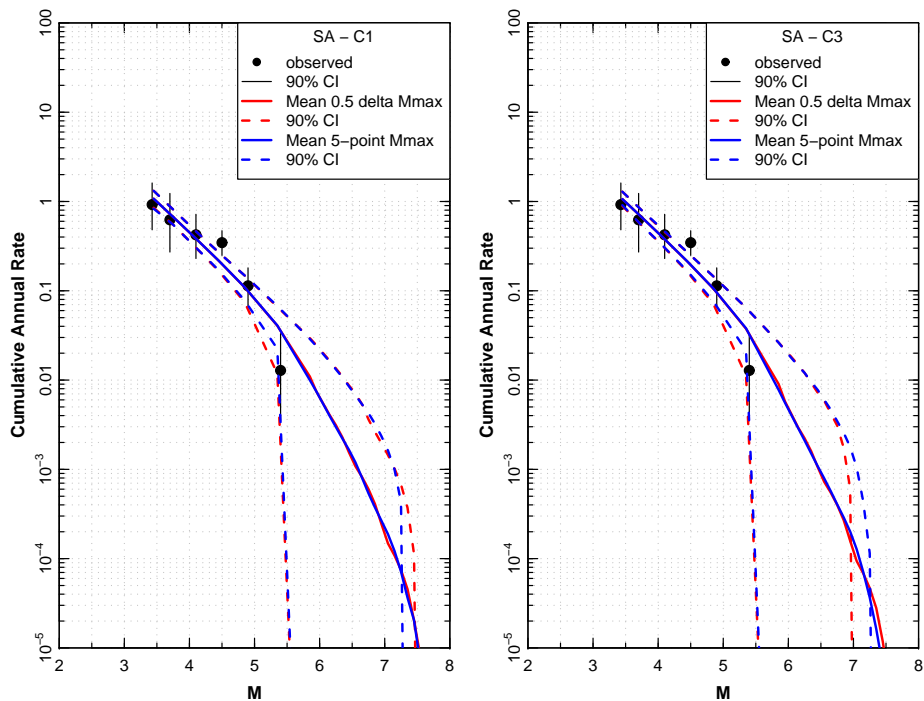 SA − C1
observed
90% CI
Mean 0.5 delta Mmax
90% CI
Mean 5−point Mmax
90% CI
Cumulative Annual Rate
100
10
1
0.1
0.01
10−3
10−4
10−5
2 3 4 5 6 7 8
M
SA − C3
observed
90% CI
Mean 0.5 delta Mmax
90% CI
Mean 5−point Mmax
90% CI
Cumulative Annual Rate
100
10
1
0.1
0.01
10−3
10−4
10−5
2 3 4 5 6 7 8
M